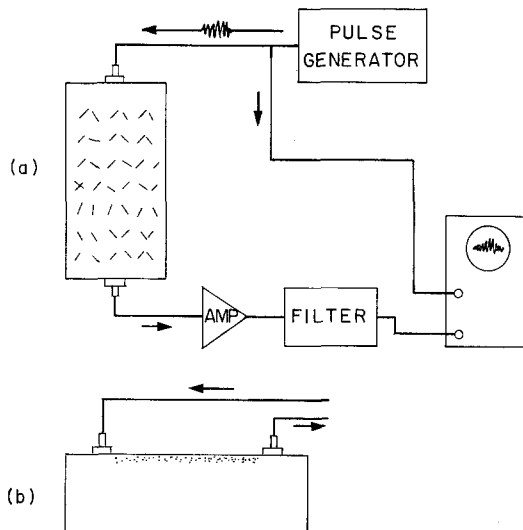 PULSE
GENERATOR
(a)
AMP
FILTER
(b)